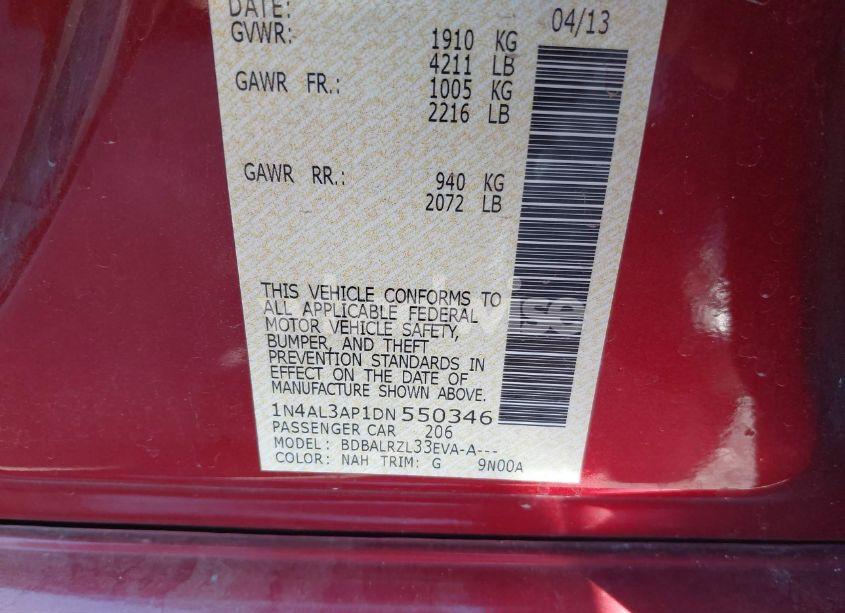 DATE: 04/13
GVWR: 1910 KG
4211 LB
GAWR FR.: 1005 KG
2216 LB
GAWR RR.: 940 KG
2072 LB
THIS VEHICLE CONFORMS TO
ALL APPLICABLE FEDERAL
MOTOR VEHICLE SAFETY,
BUMPER, AND THEFT
PREVENTION STANDARDS IN
EFFECT ON THE DATE OF
MANUFACTURE SHOWN ABOVE.
1N4AL3AP1DN550346
PASSENGER CAR 206
MODEL: BDBALRZL33EVA-A---
COLOR: NAH TRIM: G 9N00A